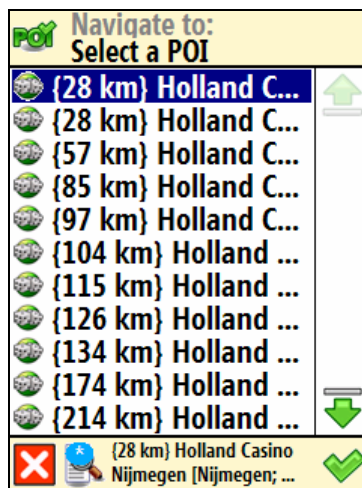 POI
Navigate to:
Select a POI
{28 km} Holland C...
{28 km} Holland C...
{57 km} Holland C...
{85 km} Holland C...
{97 km} Holland C...
{104 km} Holland ...
{115 km} Holland ...
{126 km} Holland ...
{134 km} Holland ...
{174 km} Holland ...
{214 km} Holland ...
{28 km} Holland Casino
Nijmegen [Nijmegen; ...